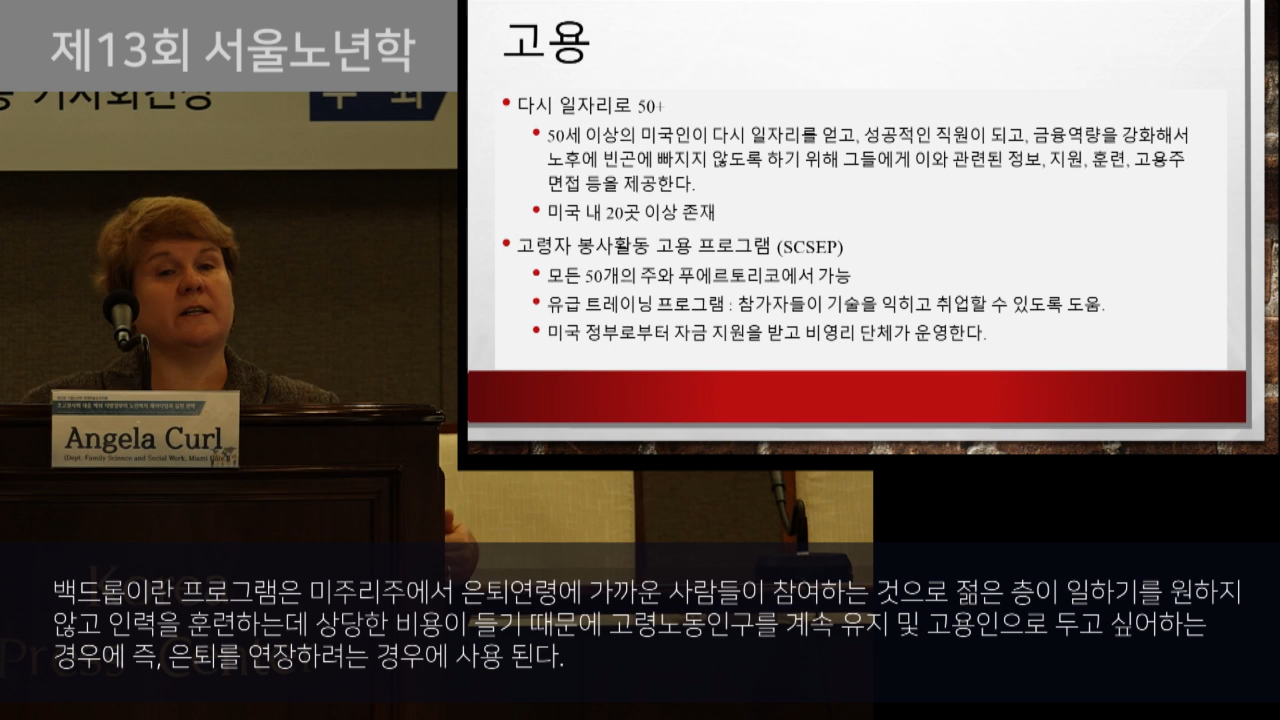 제13회 서울노년학
고용
• 다시 일자리로 50+
• 50세 이상의 미국인이 다시 일자리를 얻고, 성공적인 직원이 되고, 금융역량을 강화해서
노후에 빈곤에 빠지지 않도록 하기 위해 그들에게 이와 관련된 정보, 지원, 훈련, 고용주
면접 등을 제공한다.
• 미국 내 20곳 이상 존재
• 고령자 봉사활동 고용 프로그램 (SCSEP)
• 모든 50개의 주와 푸에르토리코에서 가능
• 유급 트레이닝 프로그램 : 참가자들이 기술을 익히고 취업할 수 있도록 도움.
• 미국 정부로부터 자금 지원을 받고 비영리 단체가 운영한다.
Angela Curl
(Dept. Family Science and Social Work, Miami
백드롭이란 프로그램은 미주리주에서 은퇴연령에 가까운 사람들이 참여하는 것으로 젊은 층이 일하기를 원하지
않고 인력을 훈련하는데 상당한 비용이 들기 때문에 고령노동인구를 계속 유지 및 고용인으로 두고 싶어하는
경우에 즉, 은퇴를 연장하려는 경우에 사용 된다.